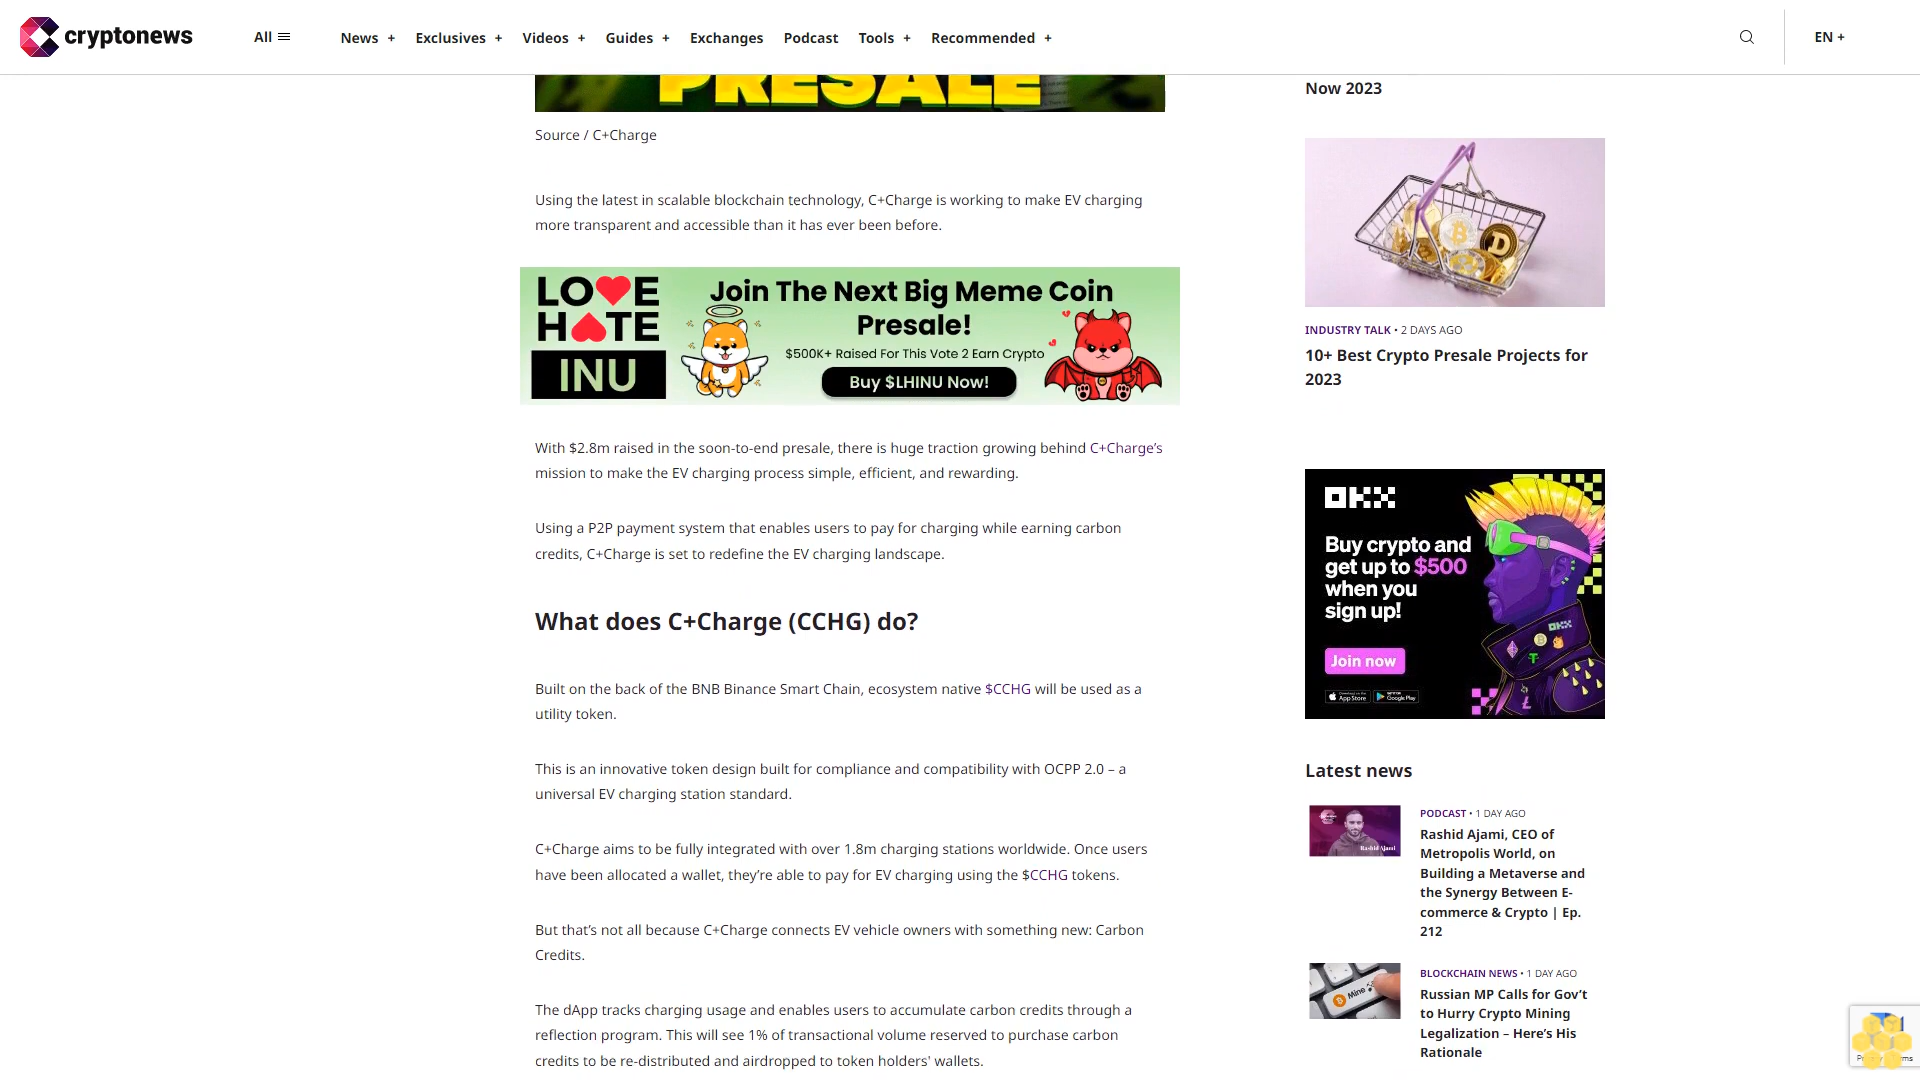 cryptonews
All
News +
Exclusives +
Videos +
Guides +
Exchanges
Podcast
Tools +
Recommended +
EN +
PRESALE
Source / C+Charge
Using the latest in scalable blockchain technology, C+Charge is working to make EV charging
more transparent and accessible than it has ever been before.
LOVE
HATE
INU
Join The Next Big Meme Coin
Presale!
$500K+ Raised For This Vote 2 Earn Crypto
Buy $LHINU Now!
With $2.8m raised in the soon-to-end presale, there is huge traction growing behind C+Charge’s
mission to make the EV charging process simple, efficient, and rewarding.
Using a P2P payment system that enables users to pay for charging while earning carbon
credits, C+Charge is set to redefine the EV charging landscape.
What does C+Charge (CCHG) do?
Built on the back of the BNB Binance Smart Chain, ecosystem native $CCHG will be used as a
utility token.
This is an innovative token design built for compliance and compatibility with OCPP 2.0 – a
universal EV charging station standard.
C+Charge aims to be fully integrated with over 1.8m charging stations worldwide. Once users
have been allocated a wallet, they’re able to pay for EV charging using the $CCHG tokens.
But that’s not all because C+Charge connects EV vehicle owners with something new: Carbon
Credits.
The dApp tracks charging usage and enables users to accumulate carbon credits through a
reflection program. This will see 1% of transactional volume reserved to purchase carbon
credits to be re-distributed and airdropped to token holders' wallets.
Now 2023
INDUSTRY TALK • 2 DAYS AGO
10+ Best Crypto Presale Projects for
2023
OKX
Buy crypto and
get up to $500
when you
sign up!
Join now
App Store
Google Play
OKX
Latest news
Rashid Ajami
PODCAST • 1 DAY AGO
Rashid Ajami, CEO of
Metropolis World, on
Building a Metaverse and
the Synergy Between E-
commerce & Crypto | Ep.
212
Mine
BLOCKCHAIN NEWS • 1 DAY AGO
Russian MP Calls for Gov’t
to Hurry Crypto Mining
Legalization – Here’s His
Rationale